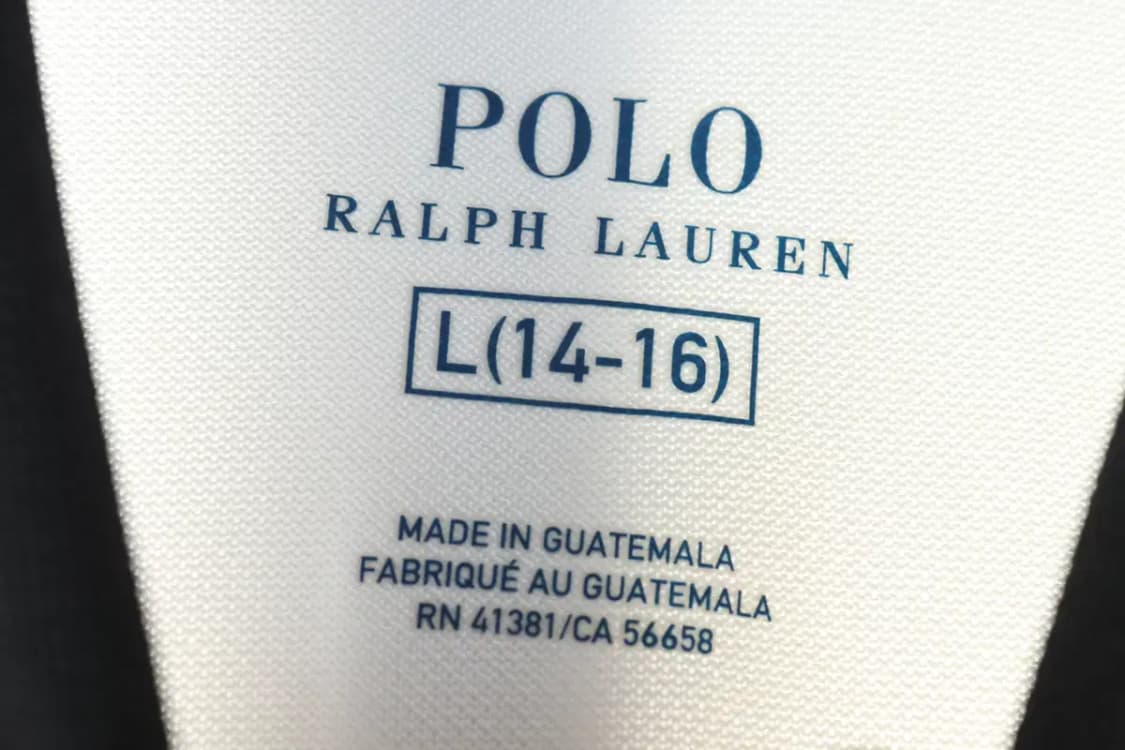 POLO
RALPH LAUREN
L(14-16)
MADE IN GUATEMALA
FABRIQUÉ AU GUATEMALA
RN 41381/CA 56658